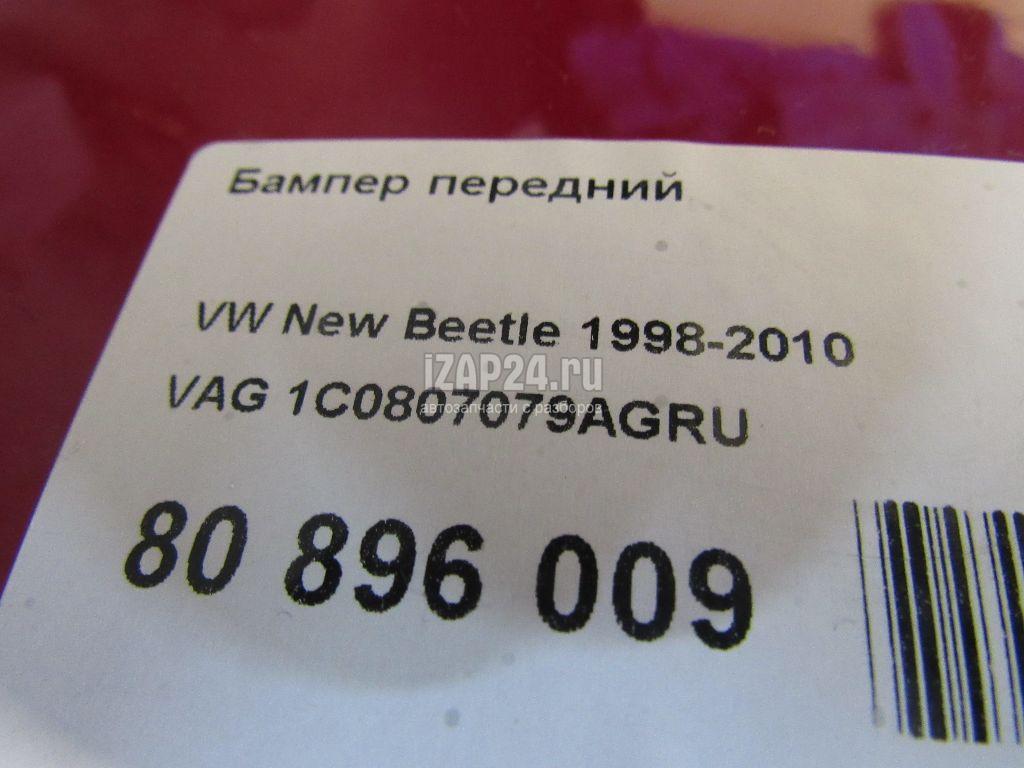 Бампер передний
VW New Beetle 1998-2010
iZAP24.ru
VAG 1C0807079AGRU
автозапчасти с разборов
80 896 009